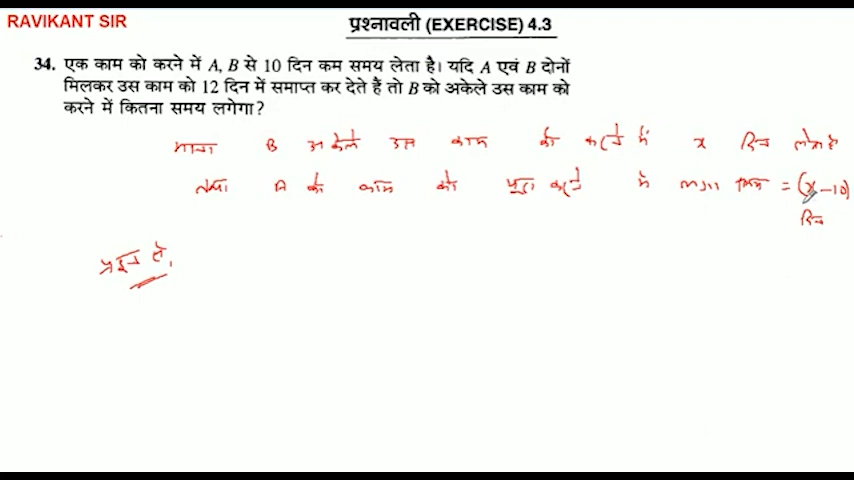 RAVIKANT SIR
प्रश्नावली (EXERCISE) 4.3
34. एक काम को करने में A, B से 10 दिन कम समय लेता है। यदि A एवं B दोनों
मिलकर उस काम को 12 दिन में समाप्त कर देते हैं तो B को अकेले उस काम को
करने में कितना समय लगेगा?
माना B अकेले उस काम को करने में x दिन लेता है
तथा A के काम को पूरा करने में लगा = (x-10)
दिन
प्रश्न से,